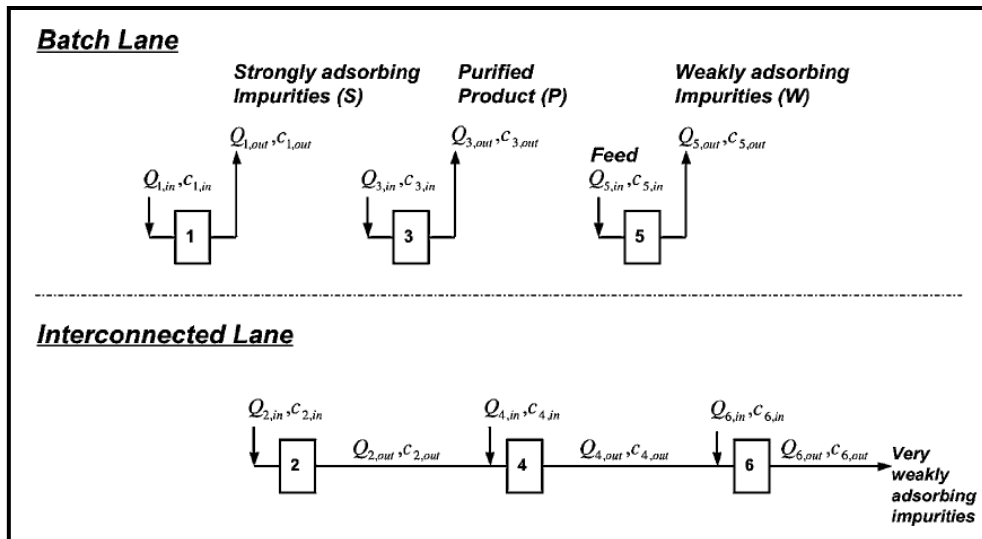 Batch Lane
Strongly adsorbing
Impurities (S)
Purified
Product (P)
Weakly adsorbing
Impurities (W)
Q1,out,c1,out
Q3,out,c3,out
Q5,out,c5,out
Feed
Q1,in,c1,in
Q3,in,c3,in
Q5,in,c5,in
1
3
5
Interconnected Lane
Q2,in,c2,in
Q4,in,c4,in
Q6,in,c6,in
Q2,out,c2,out
Q4,out,c4,out
Q6,out,c6,out
2
4
6
Very
weakly
adsorbing
impurities